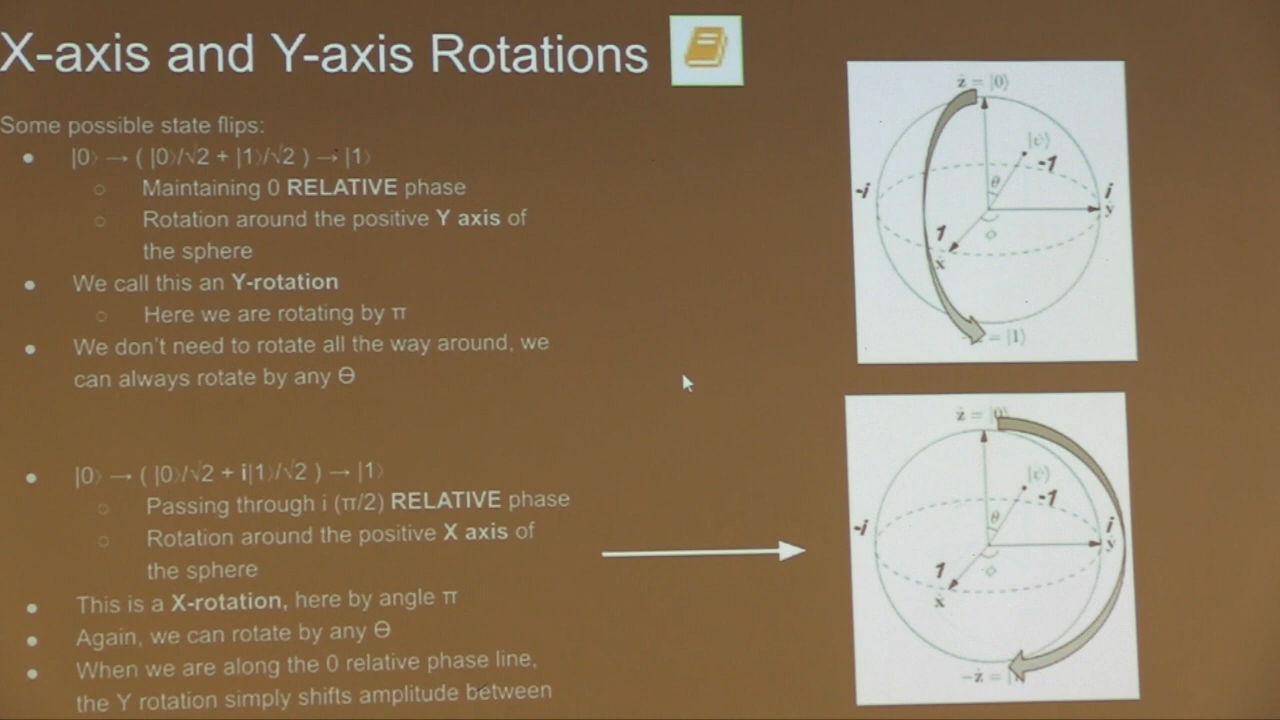 X-axis and Y-axis Rotations
Some possible state flips:
● |0⟩ → ( |0⟩/√2 + |1⟩/√2 ) → |1⟩
○ Maintaining 0 RELATIVE phase
○ Rotation around the positive Y axis of
the sphere
● We call this an Y-rotation
○ Here we are rotating by π
● We don't need to rotate all the way around, we
can always rotate by any Θ
● |0⟩ → ( |0⟩/√2 + i|1⟩/√2 ) → |1⟩
○ Passing through i (π/2) RELATIVE phase
○ Rotation around the positive X axis of
the sphere
● This is a X-rotation, here by angle π
● Again, we can rotate by any Θ
● When we are along the 0 relative phase line,
the Y rotation simply shifts amplitude between
ẑ = |0⟩
|ψ⟩
-1
-i
θ
i
ŷ
1
ϕ
x̂
= |1⟩
ẑ = |0⟩
|ψ⟩
-1
-i
θ
i
ŷ
1
ϕ
x̂
−ẑ = |